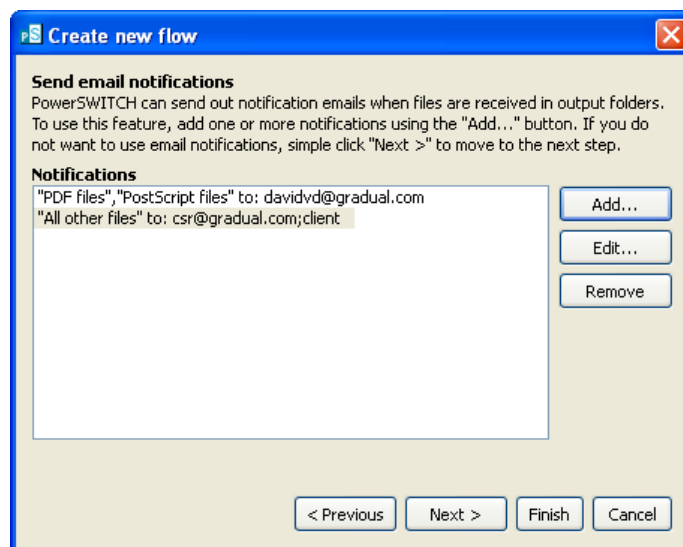 pS Create new flow
Send email notifications
PowerSWITCH can send out notification emails when files are received in output folders.
To use this feature, add one or more notifications using the "Add..." button. If you do
not want to use email notifications, simple click "Next >" to move to the next step.
Notifications
"PDF files","PostScript files" to: davidvd@gradual.com
"All other files" to: csr@gradual.com;client
Add...
Edit...
Remove
< Previous
Next >
Finish
Cancel